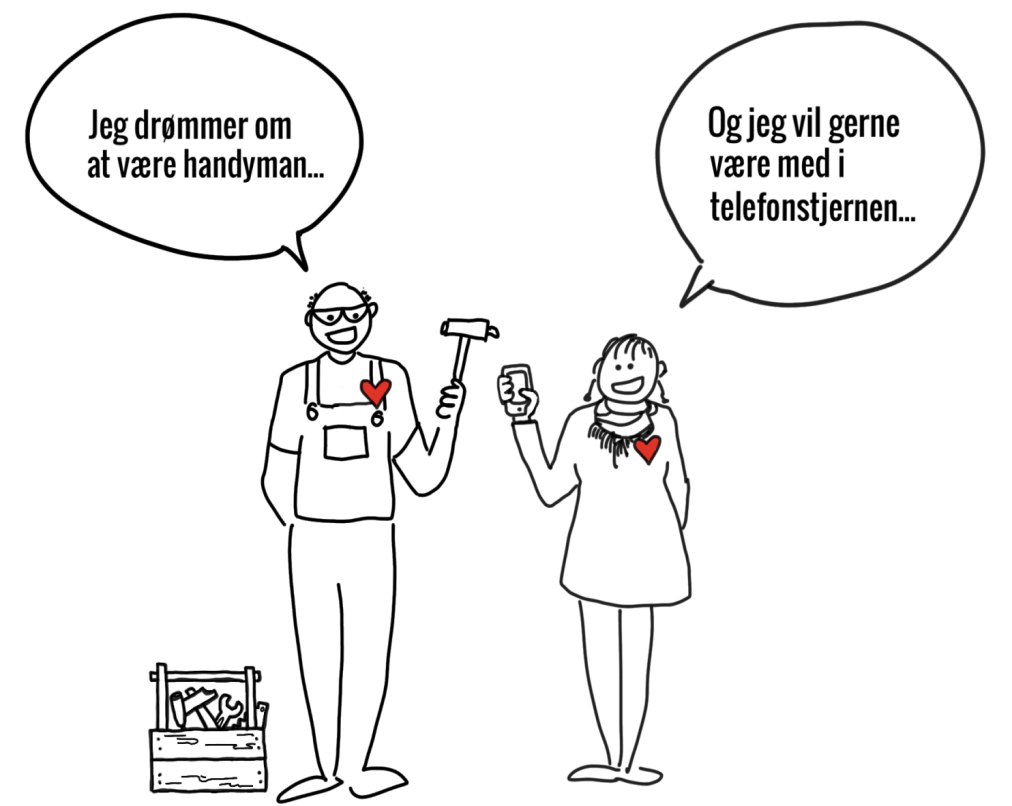 Jeg drømmer om
at være handyman...
Og jeg vil gerne
være med i
telefonstjernen...